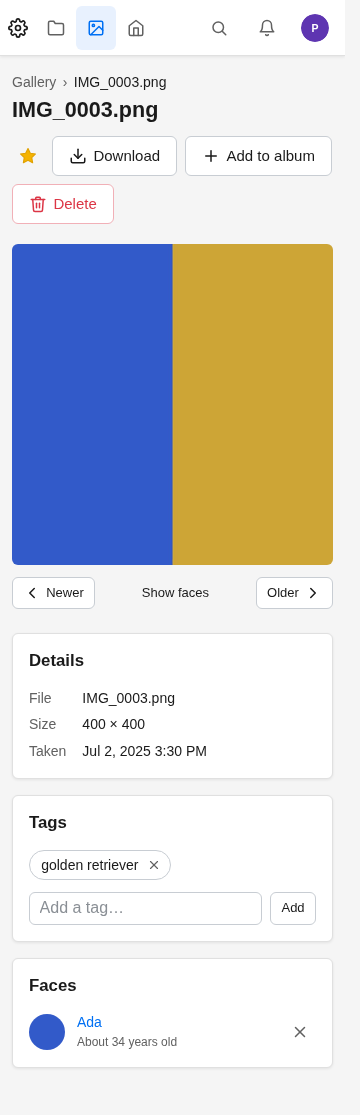 P
Gallery › IMG_0003.png
IMG_0003.png
Download
Add to album
Delete
Newer
Show faces
Older
Details
File IMG_0003.png
Size 400 × 400
Taken Jul 2, 2025 3:30 PM
Tags
golden retriever
Add a tag…
Add
Faces
Ada
About 34 years old